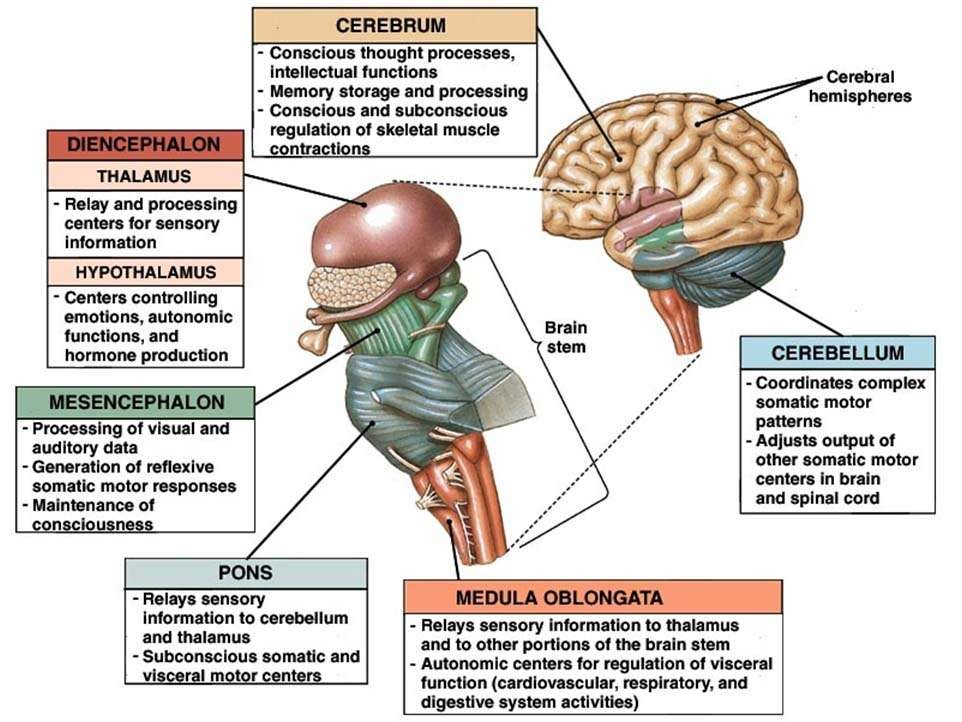 CEREBRUM
- Conscious thought processes,
intellectual functions
- Memory storage and processing
- Conscious and subconscious
regulation of skeletal muscle
contractions
Cerebral
hemispheres
DIENCEPHALON
THALAMUS
- Relay and processing
centers for sensory
information
HYPOTHALAMUS
- Centers controlling
emotions, autonomic
functions, and
hormone production
Brain
stem
CEREBELLUM
- Coordinates complex
somatic motor
patterns
- Adjusts output of
other somatic motor
centers in brain
and spinal cord
MESENCEPHALON
- Processing of visual and
auditory data
- Generation of reflexive
somatic motor responses
- Maintenance of
consciousness
PONS
- Relays sensory
information to cerebellum
and thalamus
- Subconscious somatic and
visceral motor centers
MEDULA OBLONGATA
- Relays sensory information to thalamus
and to other portions of the brain stem
- Autonomic centers for regulation of visceral
function (cardiovascular, respiratory, and
digestive system activities)